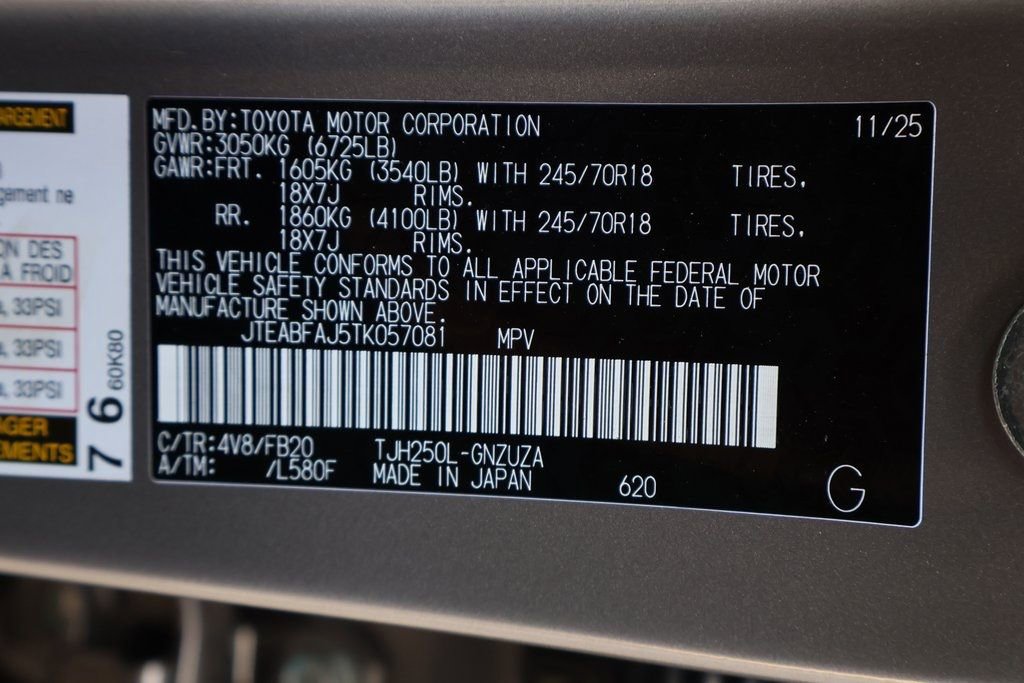 ARGEMENT
gement ne
ON DES
A FROID
, 33PSI
, 33PSI
, 33PSI
AGER
EMENTS
7 6 60K80
MFD. BY:TOYOTA MOTOR CORPORATION 11/25
GVWR:3050KG (6725LB)
GAWR:FRT. 1605KG (3540LB) WITH 245/70R18 TIRES,
18X7J RIMS.
RR. 1860KG (4100LB) WITH 245/70R18 TIRES,
18X7J RIMS.
THIS VEHICLE CONFORMS TO ALL APPLICABLE FEDERAL MOTOR
VEHICLE SAFETY STANDARDS IN EFFECT ON THE DATE OF
MANUFACTURE SHOWN ABOVE.
JTEABFAJ5TK057081 MPV
C/TR:4V8/FB20 TJH250L-GNZUZA
A/TM: /L580F MADE IN JAPAN 620 G